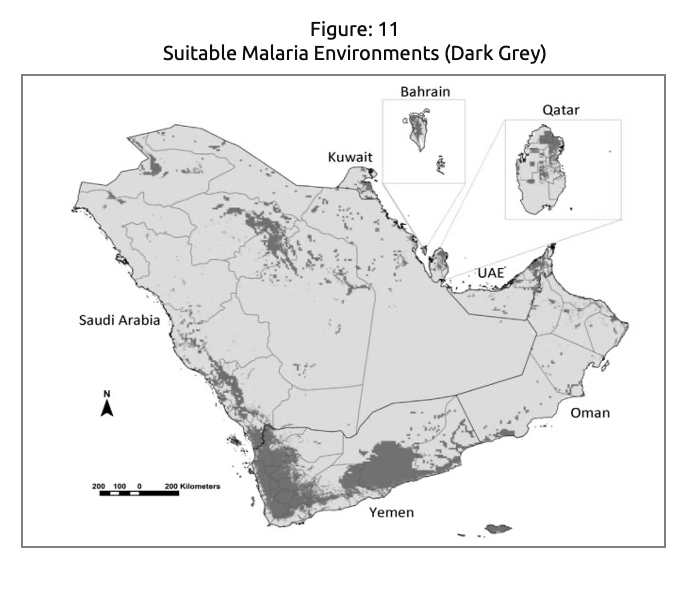 Figure: 11
Suitable Malaria Environments (Dark Grey)
Bahrain
Qatar
Kuwait
UAE
Saudi Arabia
N
Oman
200 100 0 200 Kilometers
Yemen